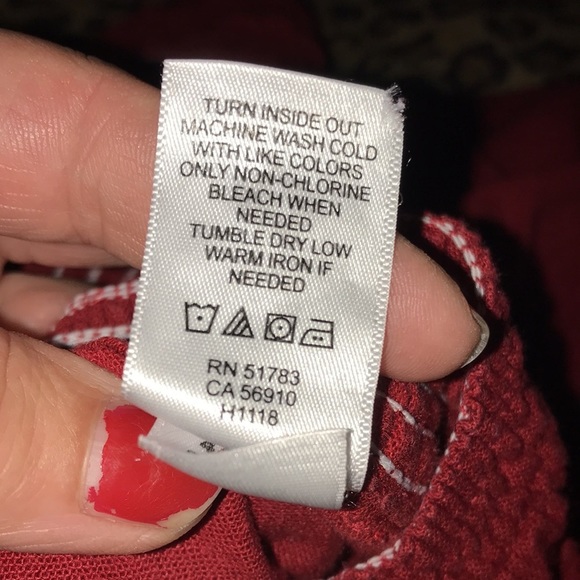 TURN INSIDE OUT
MACHINE WASH COLD
WITH LIKE COLORS
ONLY NON-CHLORINE
BLEACH WHEN
NEEDED
TUMBLE DRY LOW
WARM IRON IF
NEEDED
RN 51783
CA 56910
H1118